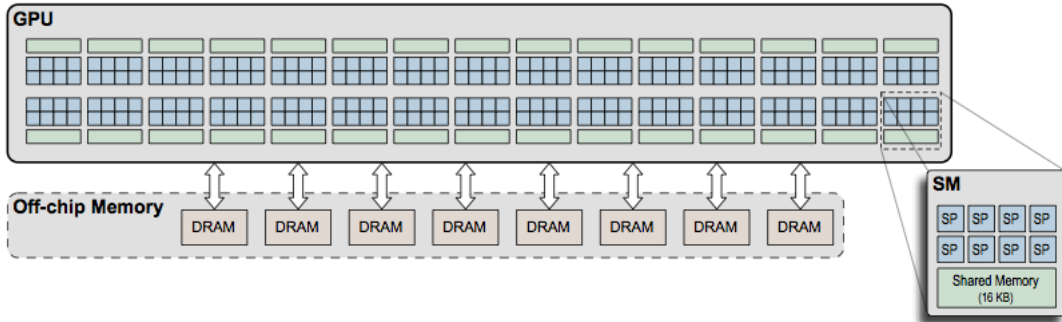 GPU
Off-chip Memory
DRAM DRAM DRAM DRAM DRAM DRAM DRAM DRAM
SM
SP SP SP SP
SP SP SP SP
Shared Memory
(16 KB)